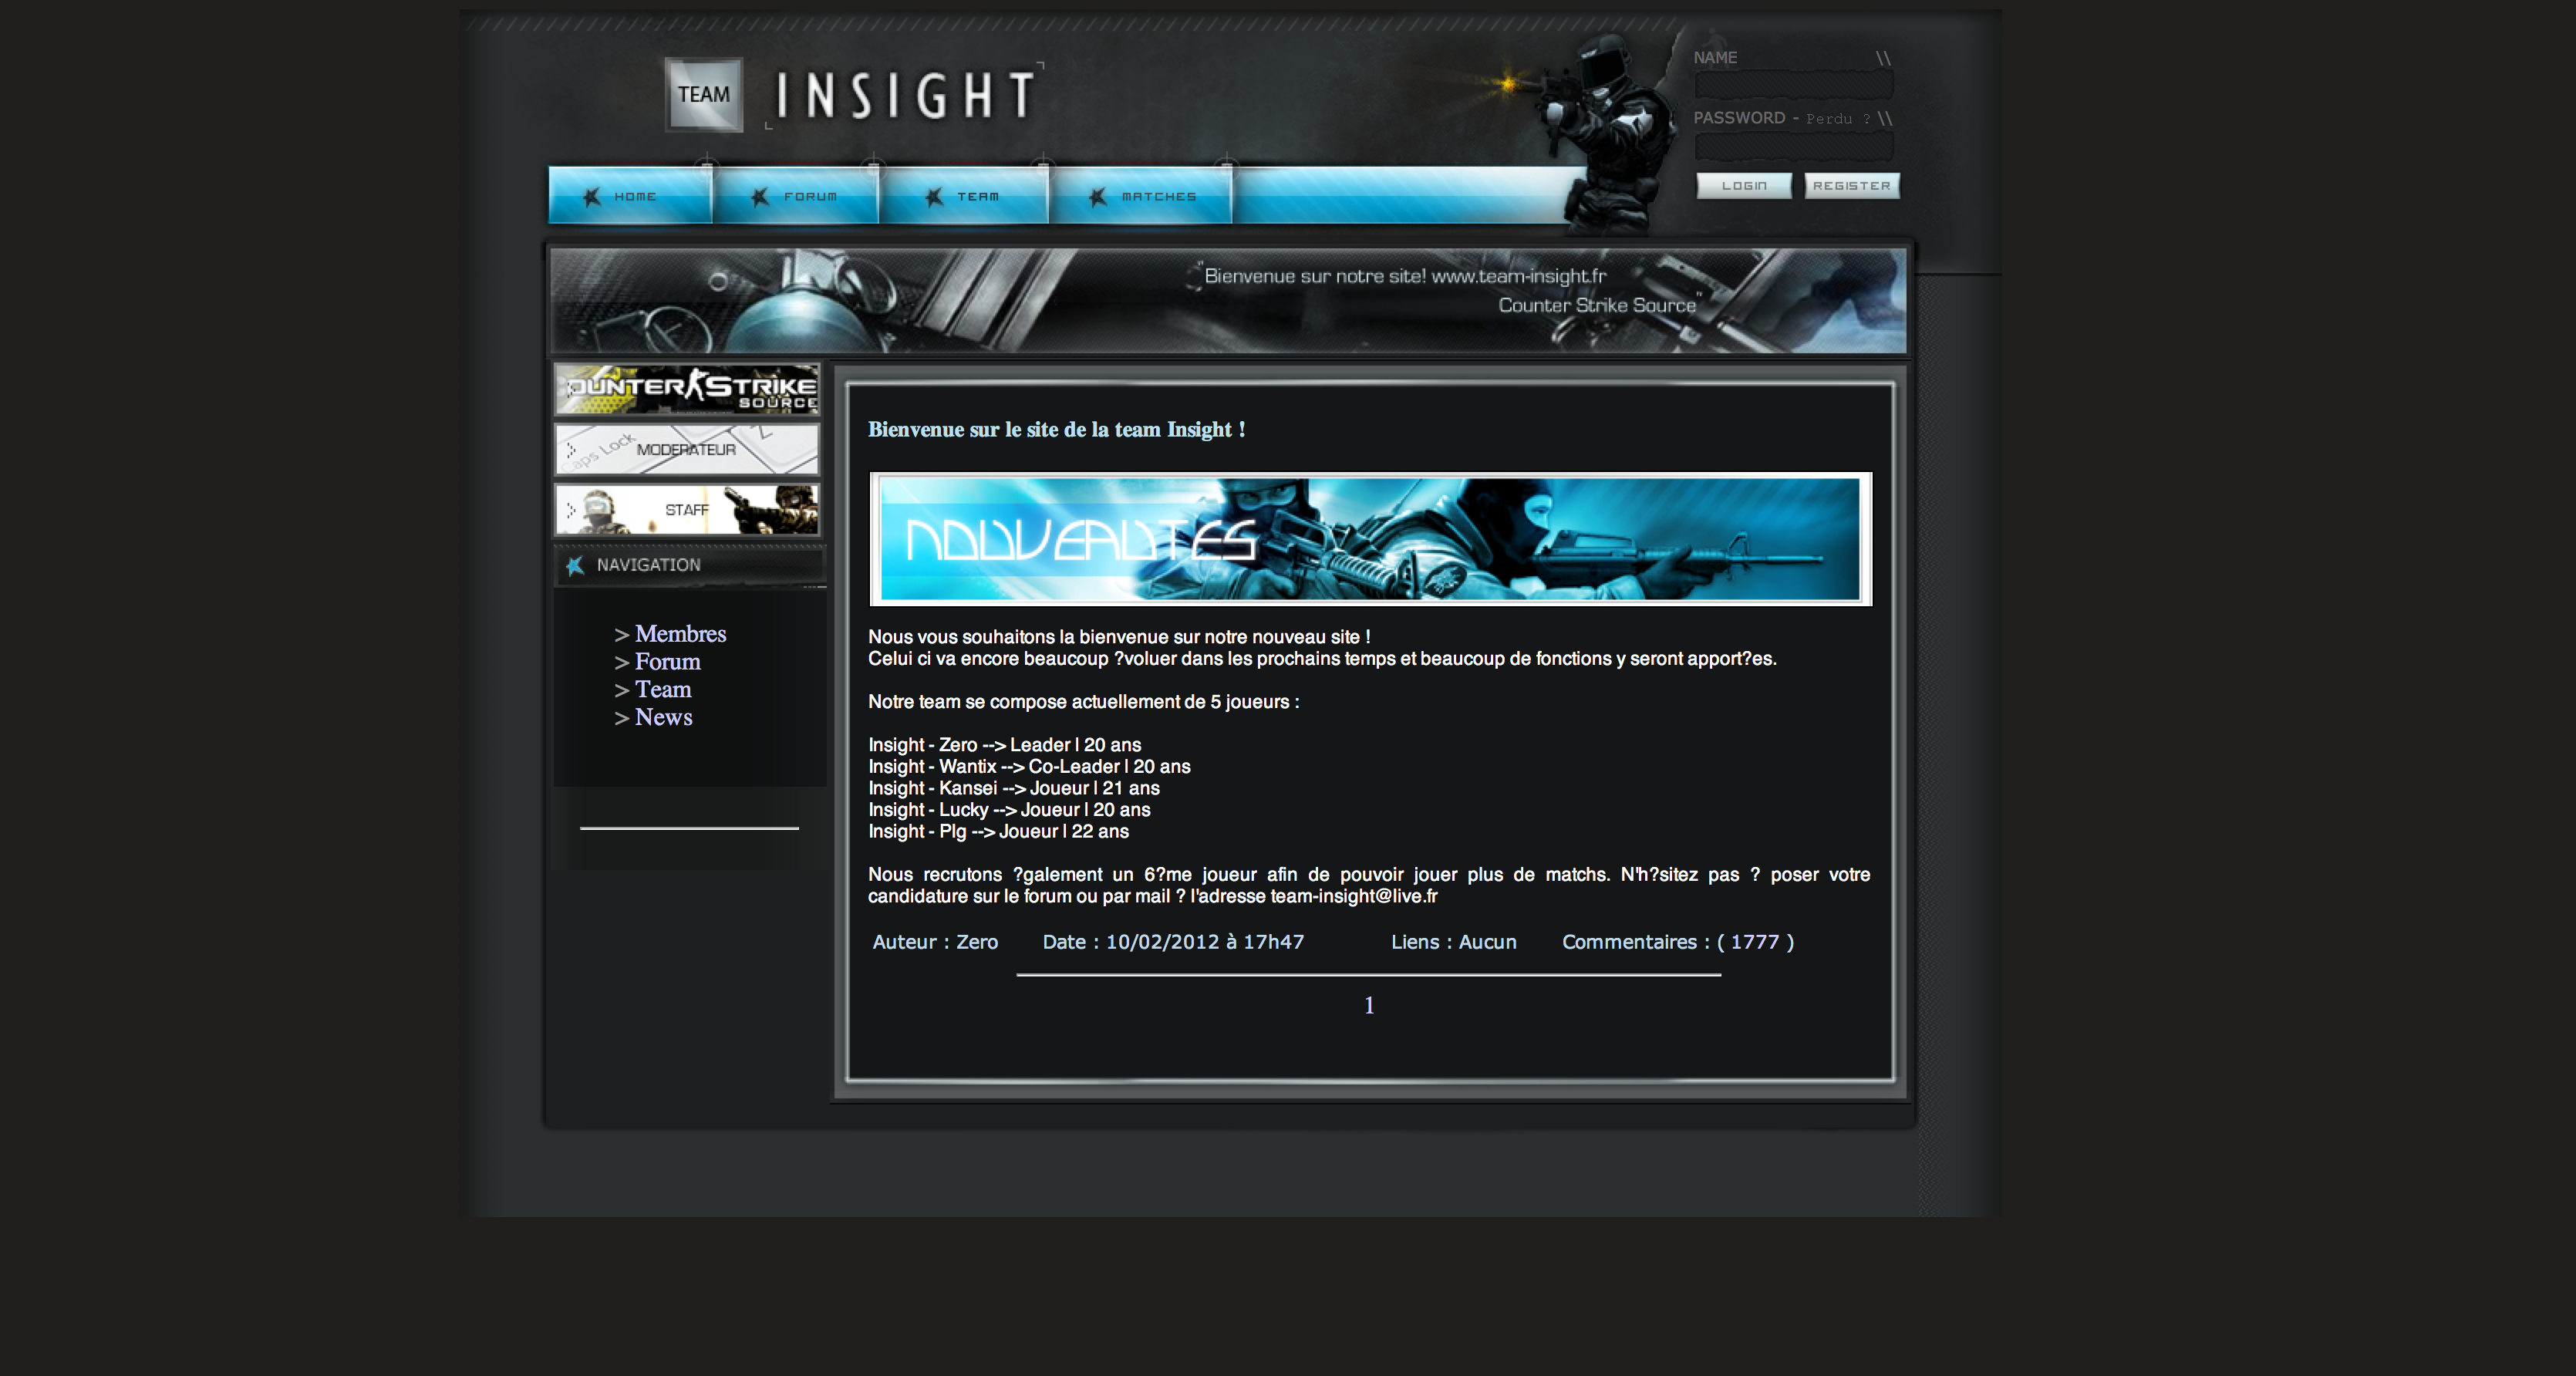 TEAM
INSIGHT
NAME \\
PASSWORD - Perdu ? \\
LOGIN REGISTER
HOME FORUM TEAM MATCHES
"Bienvenue sur notre site! www.team-insight.fr
Counter Strike Source"
OUNTER STRIKE
SOURCE
Caps Lock
Z
> MODERATEUR
> STAFF
NAVIGATION
> Membres
> Forum
> Team
> News
Bienvenue sur le site de la team Insight !
NOUVEAUTES
Nous vous souhaitons la bienvenue sur notre nouveau site !
Celui ci va encore beaucoup ?voluer dans les prochains temps et beaucoup de fonctions y seront apport?es.
Notre team se compose actuellement de 5 joueurs :
Insight - Zero --> Leader | 20 ans
Insight - Wantix --> Co-Leader | 20 ans
Insight - Kansei --> Joueur | 21 ans
Insight - Lucky --> Joueur | 20 ans
Insight - Plg --> Joueur | 22 ans
Nous recrutons ?galement un 6?me joueur afin de pouvoir jouer plus de matchs. N'h?sitez pas ? poser votre
candidature sur le forum ou par mail ? l'adresse team-insight@live.fr
Auteur : Zero Date : 10/02/2012 à 17h47 Liens : Aucun Commentaires : ( 1777 )
1